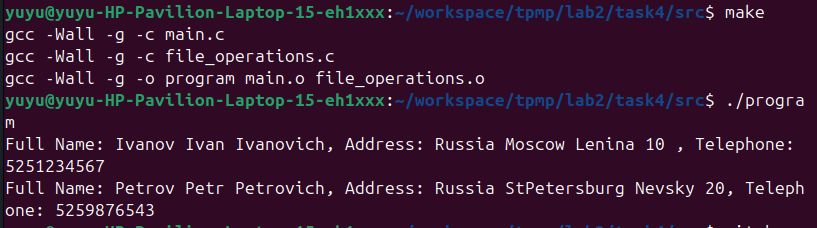 yuyu@yuyu-HP-Pavilion-Laptop-15-eh1xxx:~/workspace/tpmp/lab2/task4/src$ make
gcc -Wall -g -c main.c
gcc -Wall -g -c file_operations.c
gcc -Wall -g -o program main.o file_operations.o
yuyu@yuyu-HP-Pavilion-Laptop-15-eh1xxx:~/workspace/tpmp/lab2/task4/src$ ./progra
m
Full Name: Ivanov Ivan Ivanovich, Address: Russia Moscow Lenina 10 , Telephone:
5251234567
Full Name: Petrov Petr Petrovich, Address: Russia StPetersburg Nevsky 20, Teleph
one: 5259876543